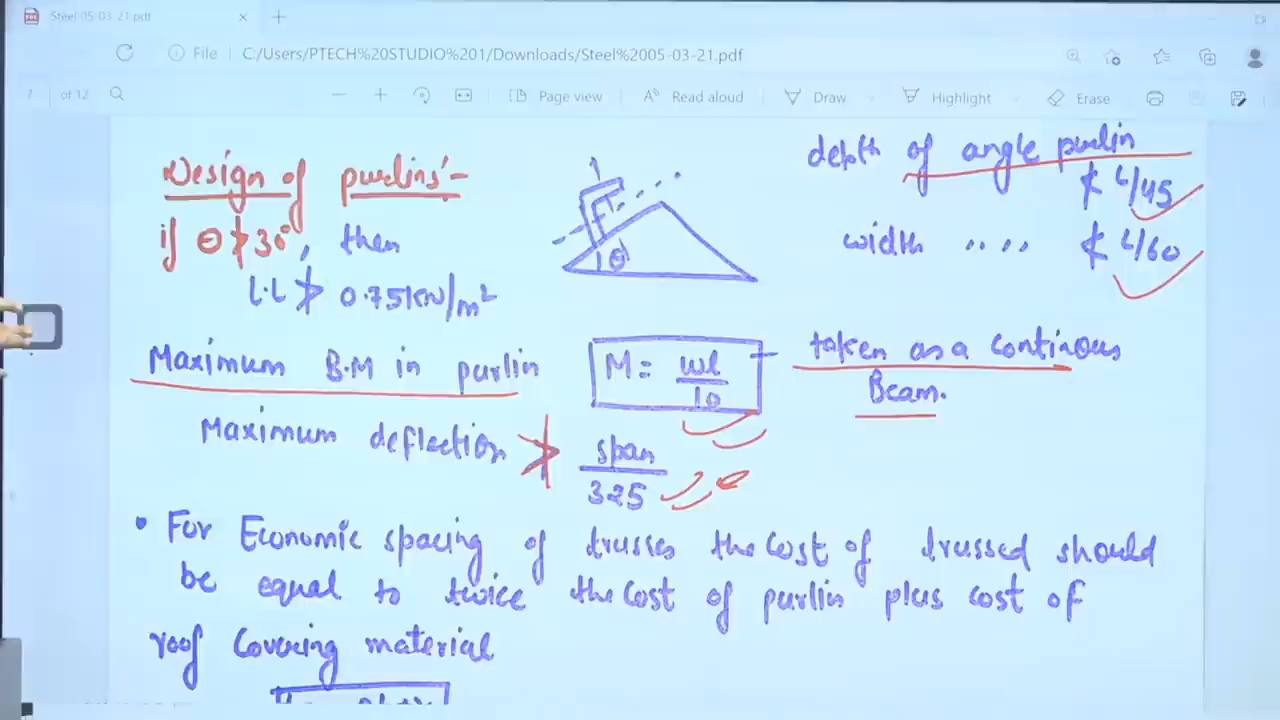 Steel-05-03-21.pdf
File C:/Users/PTECH%20STUDIO%201/Downloads/Steel%2005-03-21.pdf
7 of 12 Page view Read aloud Draw Highlight Erase
Design of purlins:-
if θ ≯ 30°, then
L.L ≯ 0.75KN/m²
θ
depth of angle purlin
≮ L/45
width ,, ,, ≮ L/60
Maximum B.M in purlin M = wl/10 taken as a continous
Beam.
Maximum deflection ≯ span/325
• For Economic spacing of trusses the cost of trussed should
be equal to twice the cost of purlin plus cost of
roof covering material